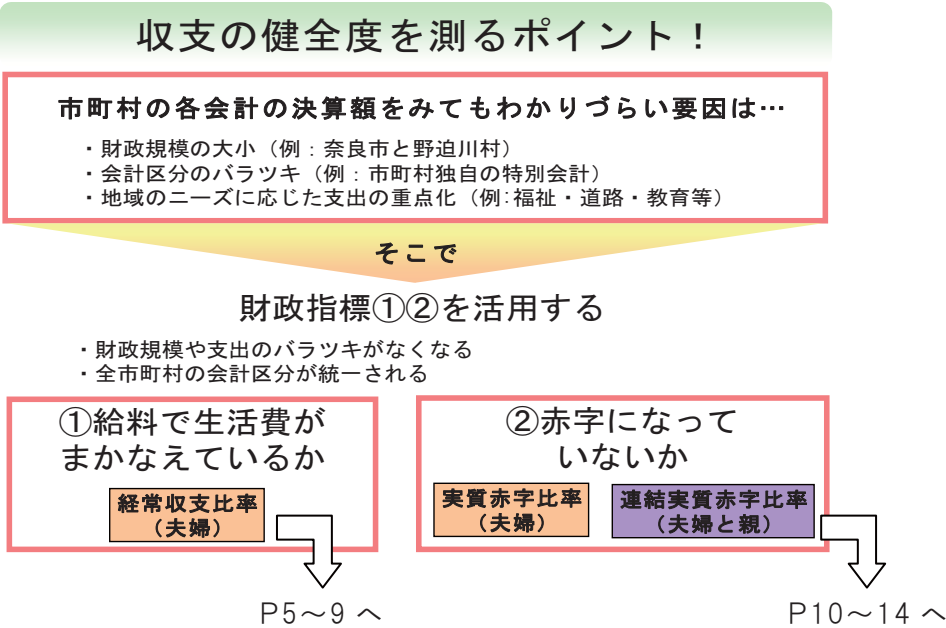 収支の健全度を測るポイント！
市町村の各会計の決算額をみてもわかりづらい要因は…
・財政規模の大小（例：奈良市と野迫川村）
・会計区分のバラツキ（例：市町村独自の特別会計）
・地域のニーズに応じた支出の重点化（例：福祉・道路・教育等）
そこで
財政指標①②を活用する
・財政規模や支出のバラツキがなくなる
・全市町村の会計区分が統一される
①給料で生活費が
まかなえているか
経常収支比率
（夫婦）
P5～9 へ
②赤字になって
いないか
実質赤字比率
（夫婦）
連結実質赤字比率
（夫婦と親）
P10～14 へ